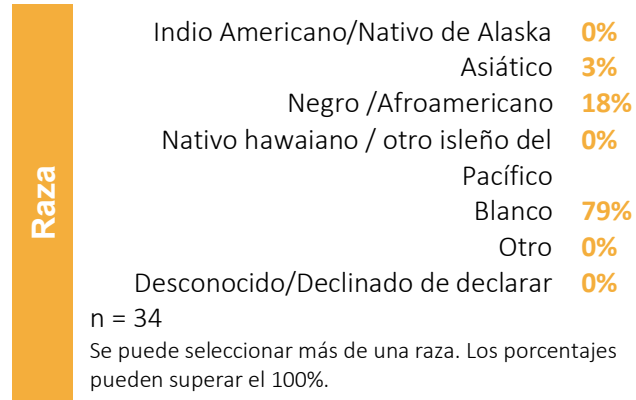 Raza
Indio Americano/Nativo de Alaska 0%
Asiático 3%
Negro /Afroamericano 18%
Nativo hawaiano / otro isleño del 0%
Pacífico
Blanco 79%
Otro 0%
Desconocido/Declinado de declarar 0%
n = 34
Se puede seleccionar más de una raza. Los porcentajes
pueden superar el 100%.